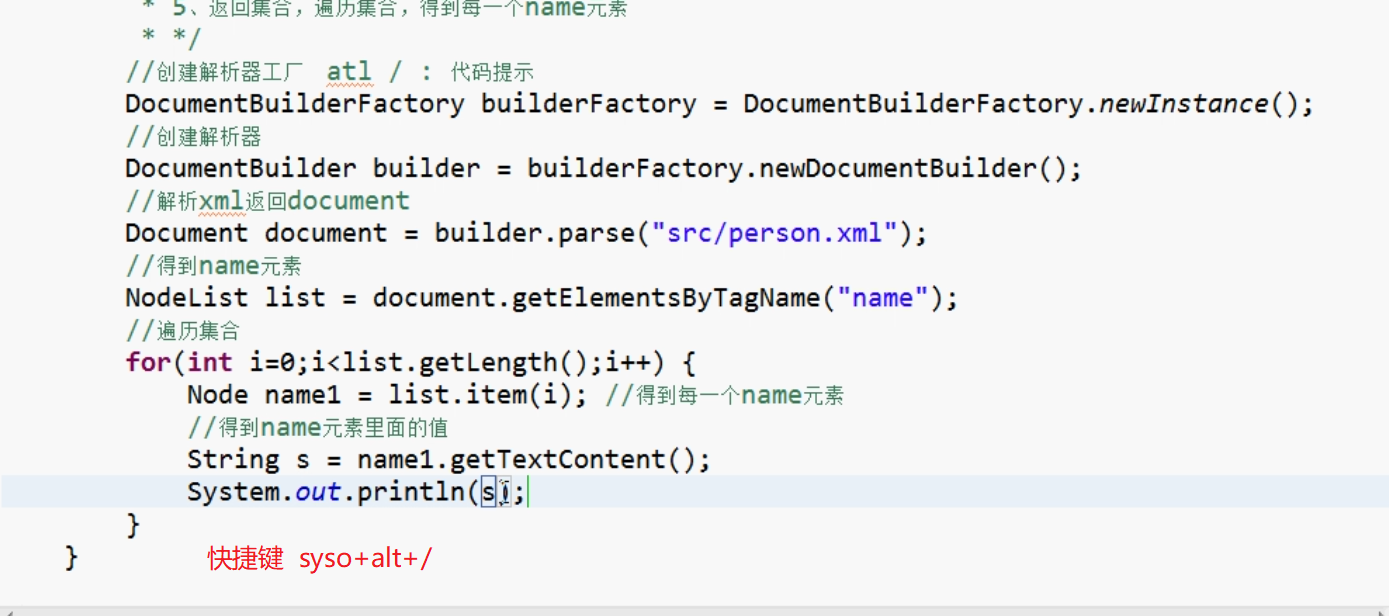 * 5、返回集合，遍历集合，得到每一个name元素
* */
//创建解析器工厂 atl / : 代码提示
DocumentBuilderFactory builderFactory = DocumentBuilderFactory.newInstance();
//创建解析器
DocumentBuilder builder = builderFactory.newDocumentBuilder();
//解析xml返回document
Document document = builder.parse("src/person.xml");
//得到name元素
NodeList list = document.getElementsByTagName("name");
//遍历集合
for(int i=0;i<list.getLength();i++) {
Node name1 = list.item(i); //得到每一个name元素
//得到name元素里面的值
String s = name1.getTextContent();
System.out.println(s);
}
}
快捷键 syso+alt+/